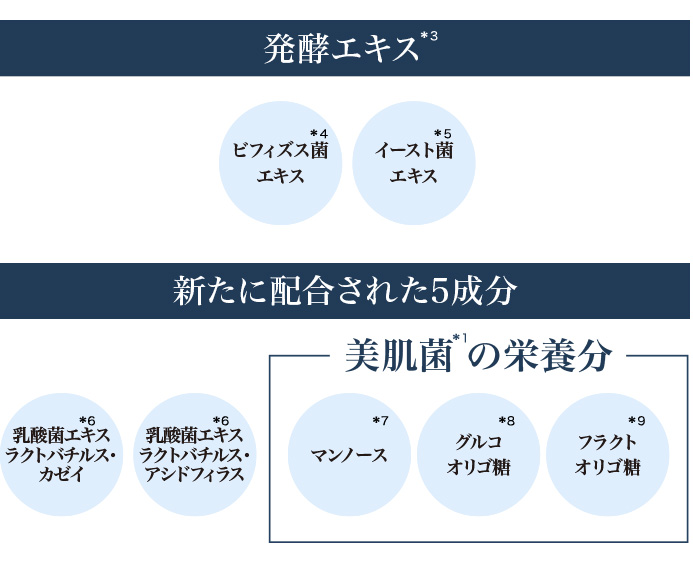 発酵エキス*3
*4
ビフィズス菌
エキス
*5
イースト菌
エキス
新たに配合された5成分
美肌菌*1の栄養分
*6
乳酸菌エキス
ラクトバチルス・
カゼイ
*6
乳酸菌エキス
ラクトバチルス・
アシドフィラス
*7
マンノース
*8
グルコ
オリゴ糖
*9
フラクト
オリゴ糖